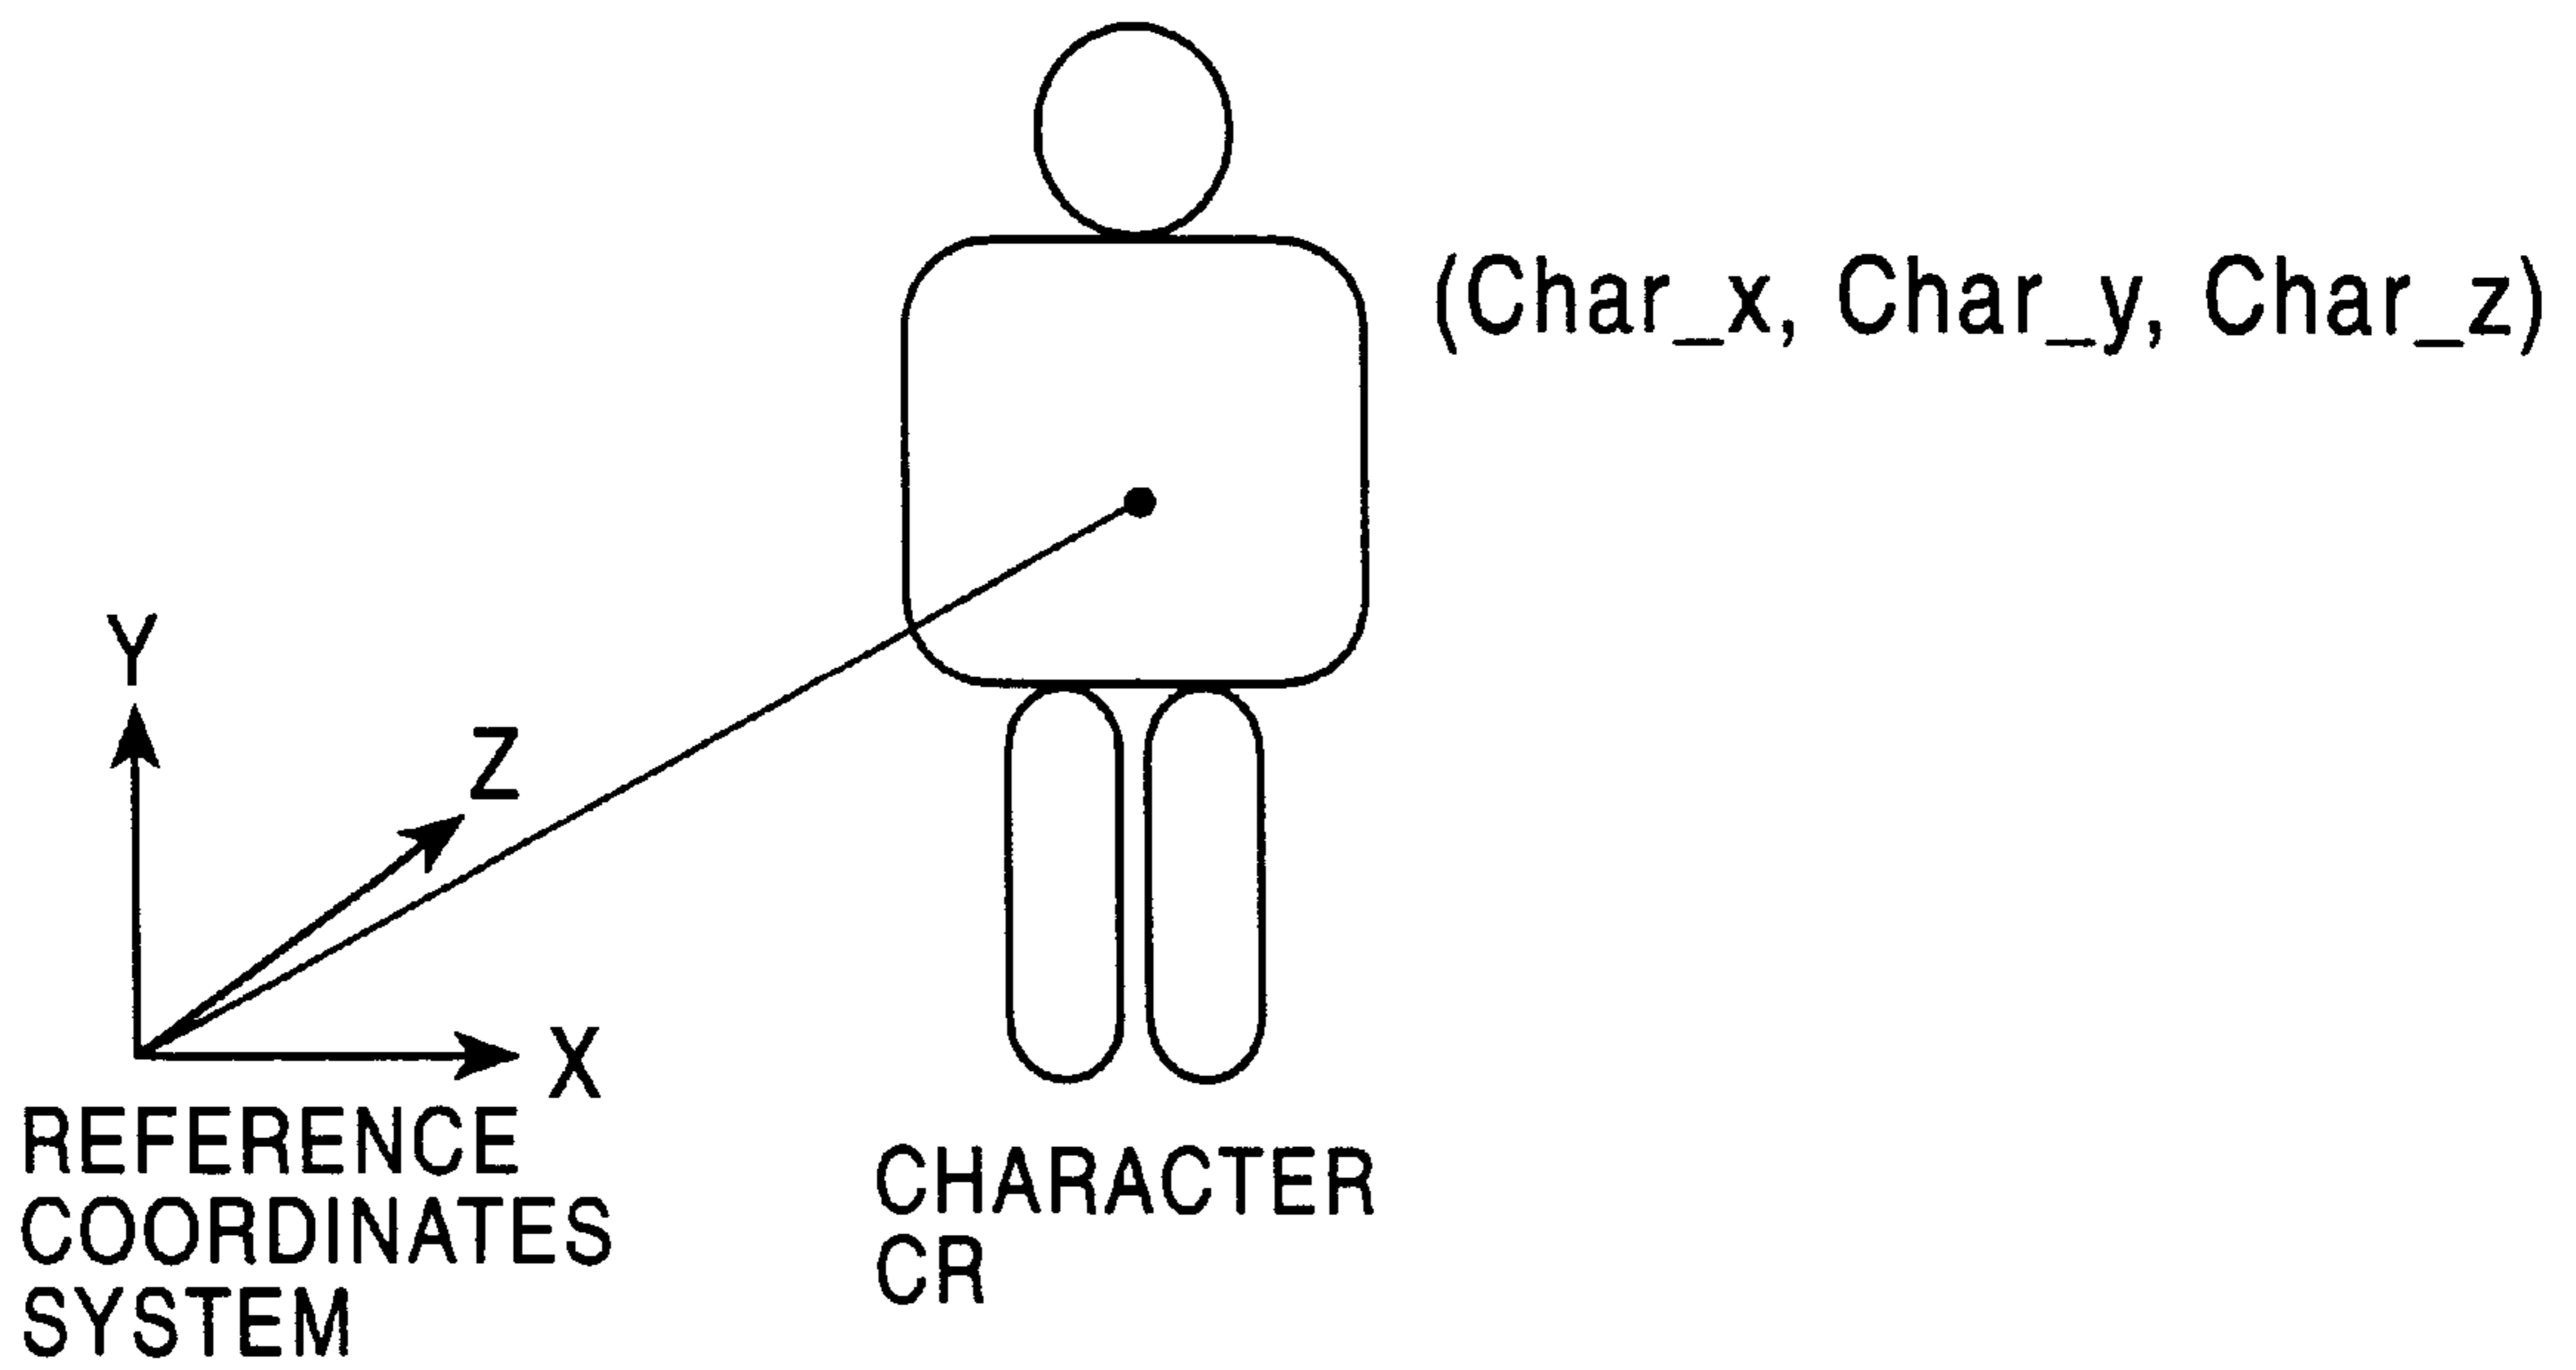 (Char_x, Char_y, Char_z)
Y
Z
X
REFERENCE
COORDINATES
SYSTEM
CHARACTER
CR